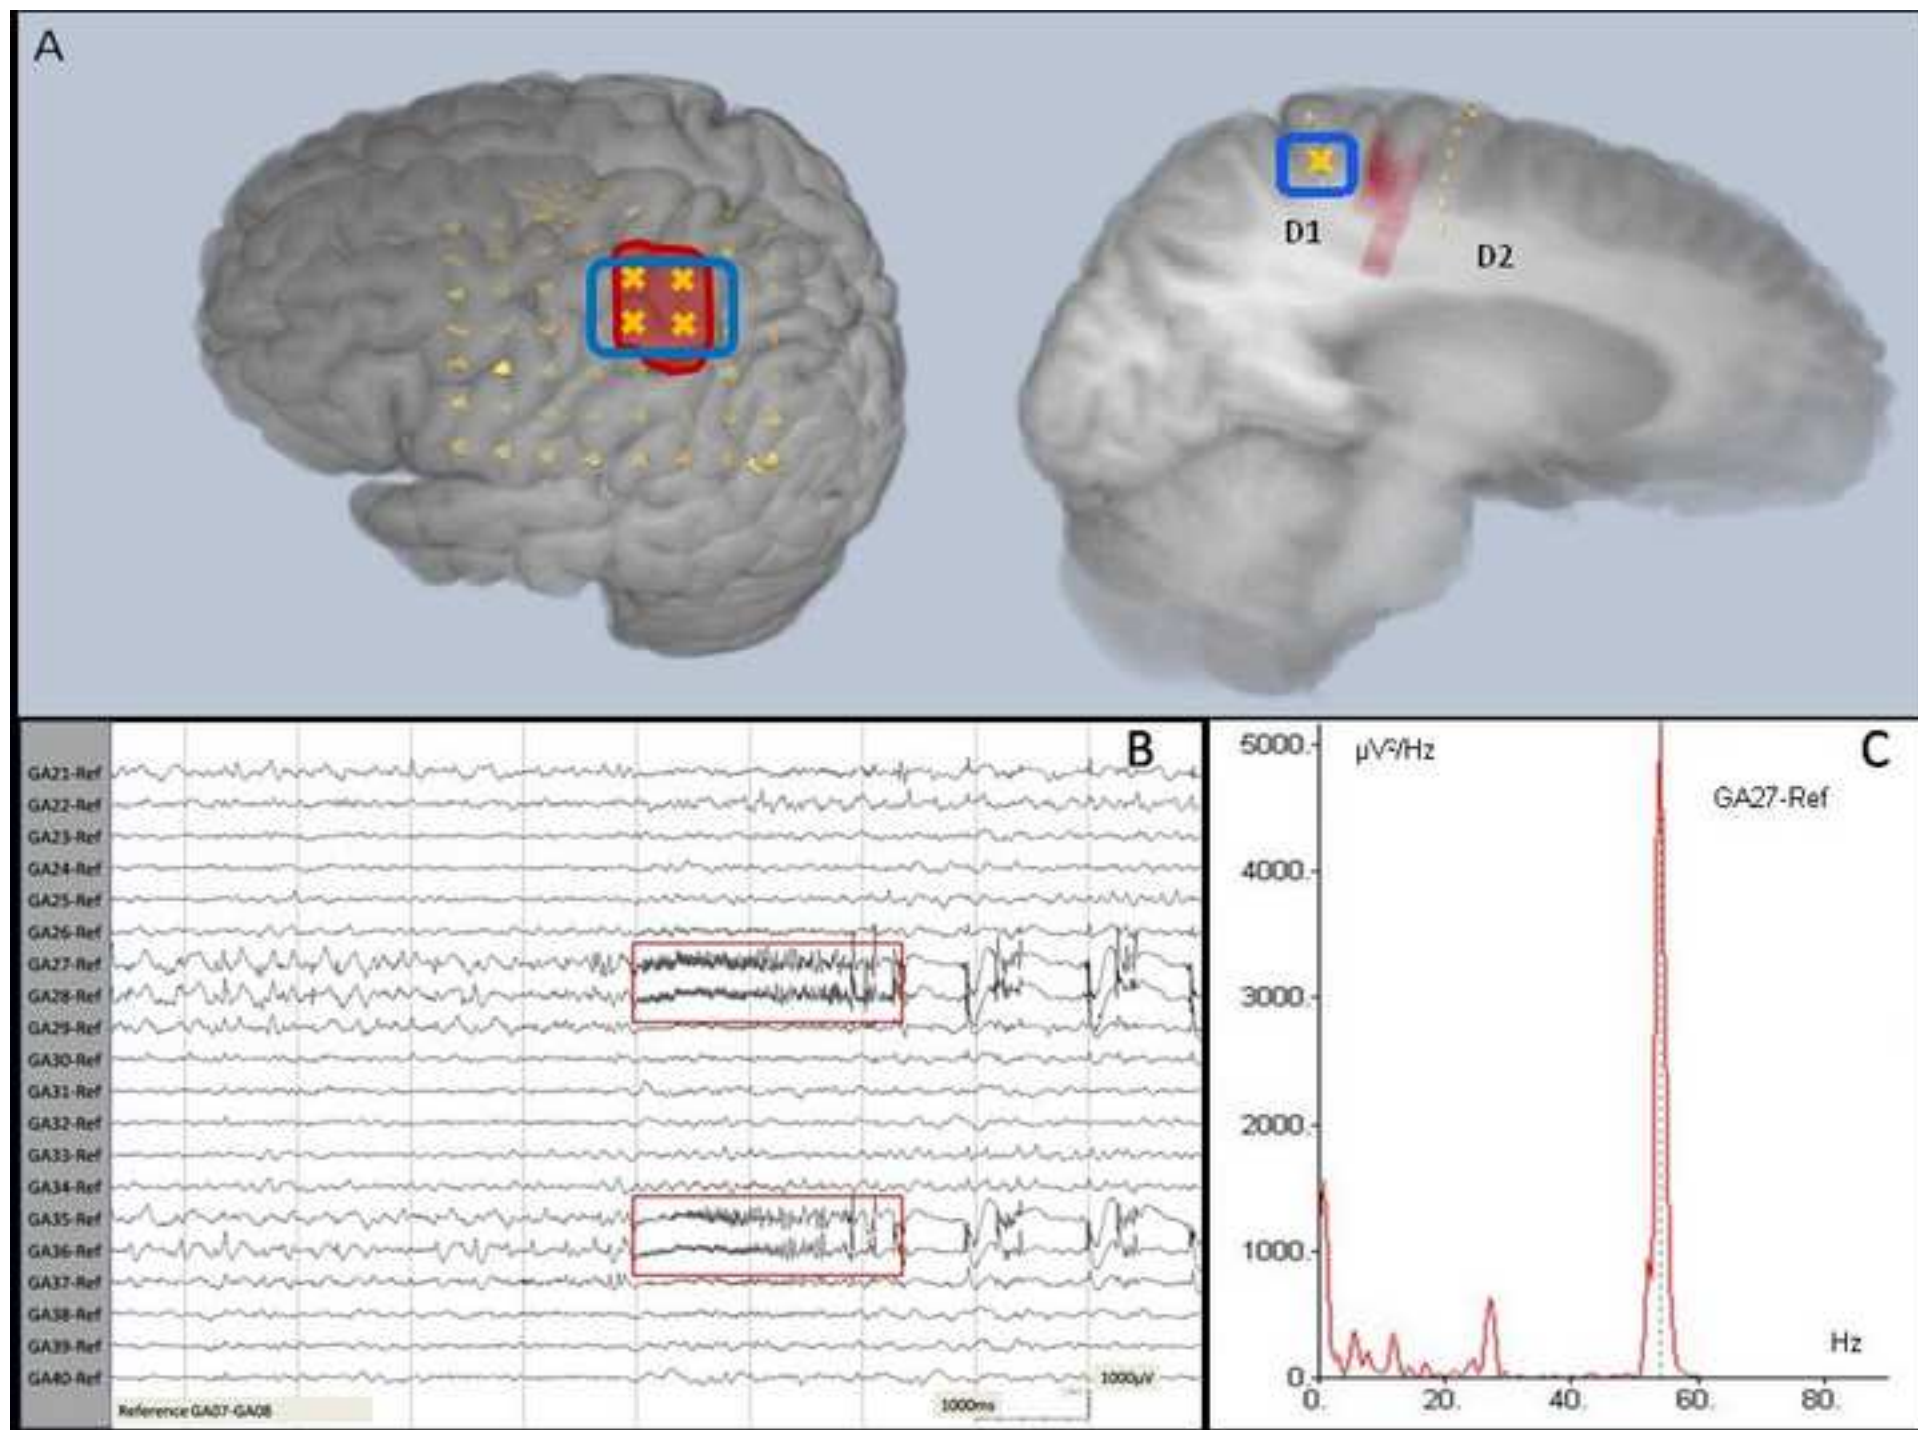 A
D1
D2
B
GA21-Ref
GA22-Ref
GA23-Ref
GA24-Ref
GA25-Ref
GA26-Ref
GA27-Ref
GA28-Ref
GA29-Ref
GA30-Ref
GA31-Ref
GA32-Ref
GA33-Ref
GA34-Ref
GA35-Ref
GA36-Ref
GA37-Ref
GA38-Ref
GA39-Ref
GA40-Ref
1000µV
1000ms
Reference GA07-GA08
C
µV²/Hz
GA27-Ref
5000.
4000.
3000.
2000.
1000.
0.
Hz
0. 20. 40. 60. 80.